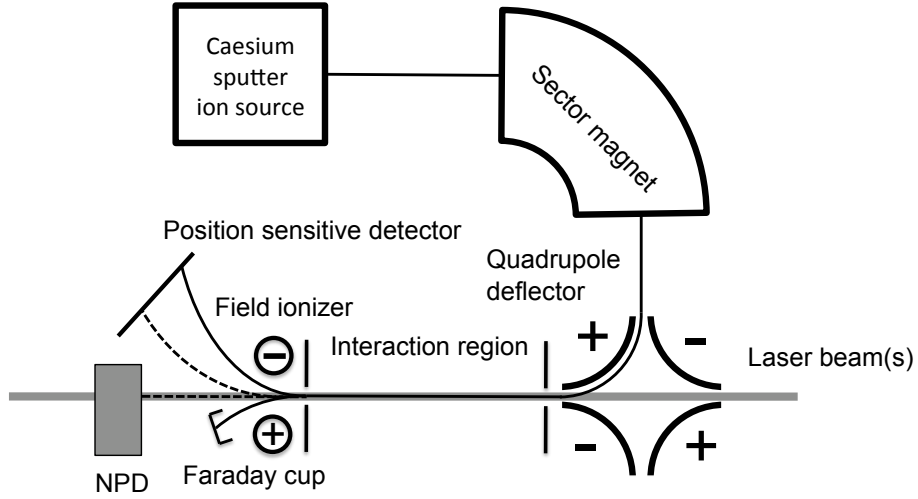 Caesium
sputter
ion source
Sector magnet
Position sensitive detector
Quadrupole
deflector
Field ionizer
Interaction region
Laser beam(s)
+
-
-
+
-
+
NPD
Faraday cup